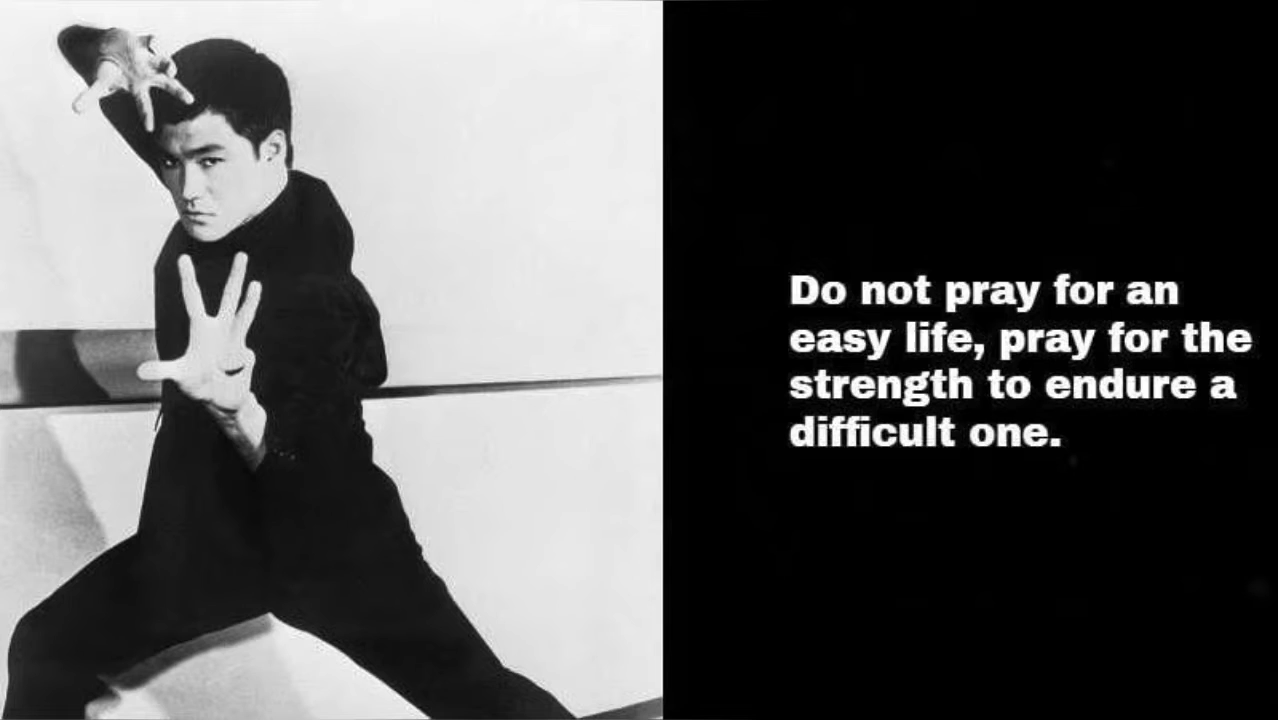 Do not pray for an
easy life, pray for the
strength to endure a
difficult one.